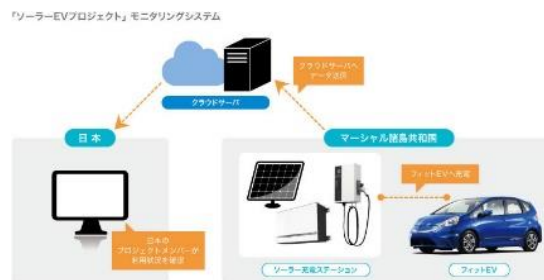 「ソーラーEVプロジェクト」モニタリングシステム
クラウドサーバへ
データ送信
クラウドサーバ
日本
マーシャル諸島共和国
フィットEVへ充電
日本の
プロジェクトメンバーが
利用状況を確認
ソーラー充電ステーション
フィットEV